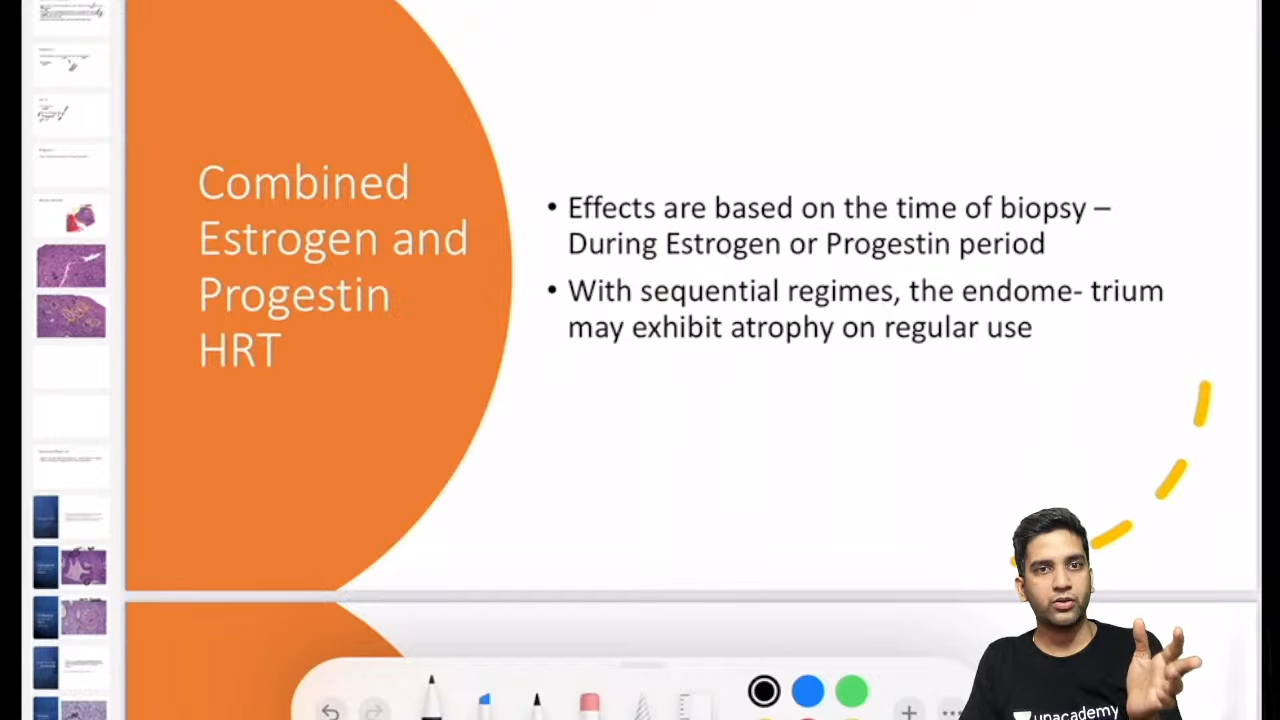 Combined
Estrogen and
Progestin
HRT
• Effects are based on the time of biopsy –
During Estrogen or Progestin period
• With sequential regimes, the endome- trium
may exhibit atrophy on regular use
unacademy